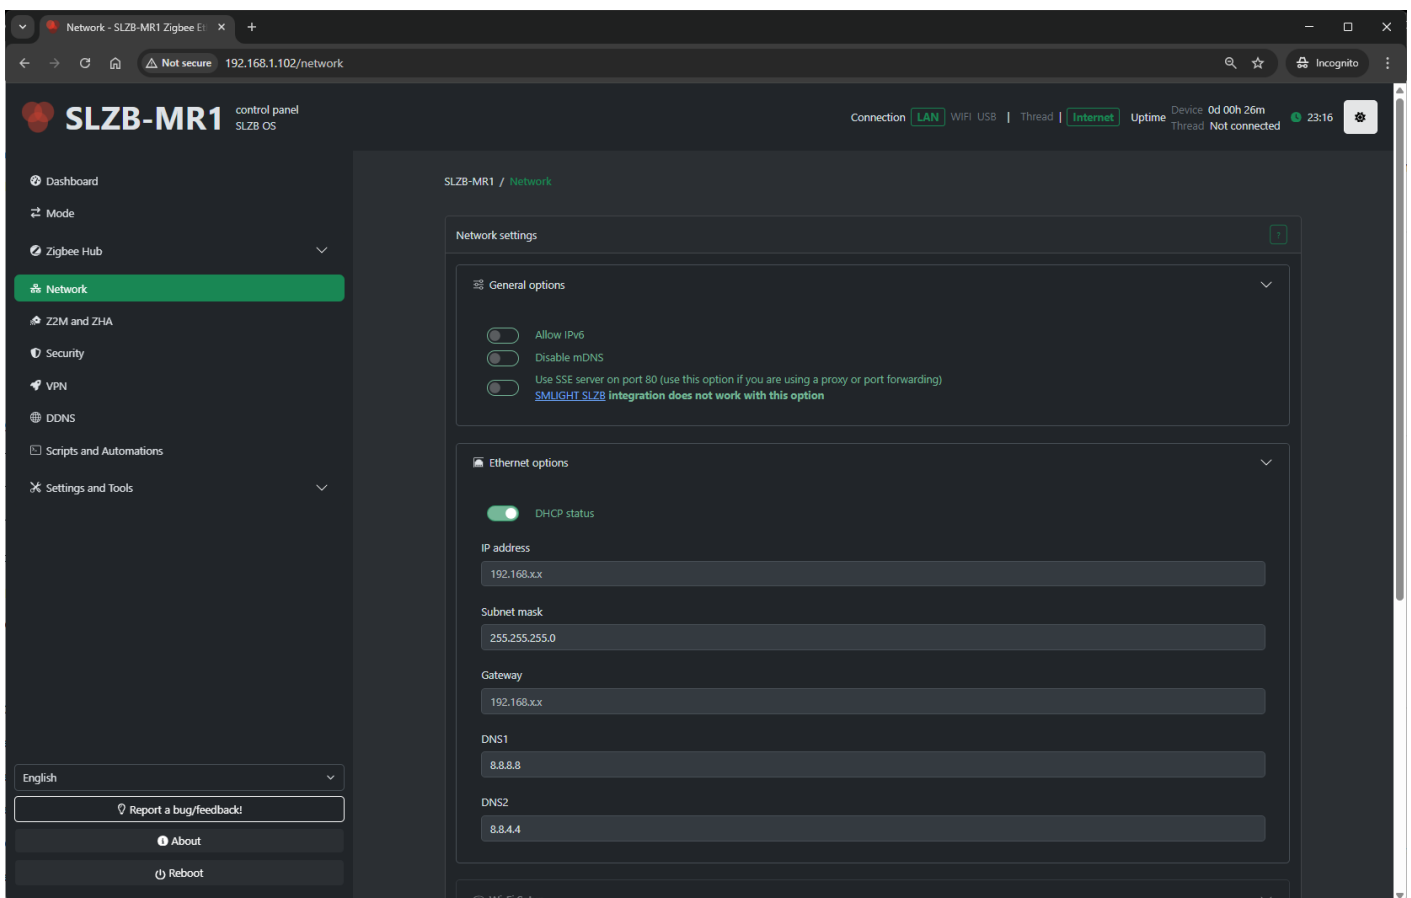 Network - SLZB-MR1 Zigbee Et
Not secure 192.168.1.102/network
Incognito
SLZB-MR1 control panel SLZB OS
Connection LAN WIFI USB | Thread | Internet Uptime Device 0d 00h 26m Thread Not connected 23:16
Dashboard
Mode
Zigbee Hub
Network
Z2M and ZHA
Security
VPN
DDNS
Scripts and Automations
Settings and Tools
English
Report a bug/feedback!
About
Reboot
SLZB-MR1 / Network
Network settings
?
General options
Allow IPv6
Disable mDNS
Use SSE server on port 80 (use this option if you are using a proxy or port forwarding)
SMLIGHT SLZB integration does not work with this option
Ethernet options
DHCP status
IP address
192.168.x.x
Subnet mask
255.255.255.0
Gateway
192.168.x.x
DNS1
8.8.8.8
DNS2
8.8.4.4